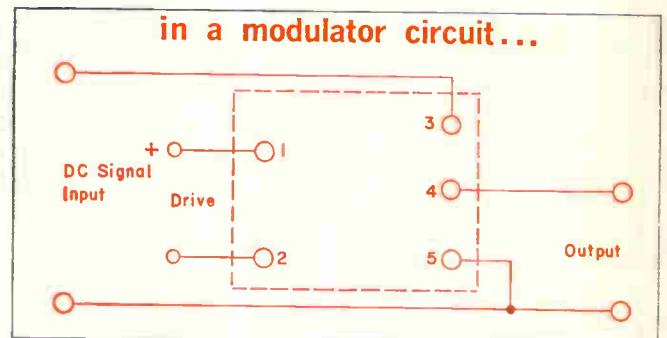 in a modulator circuit...
3
+
1
DC Signal
Input
Drive
4
2
5
Output